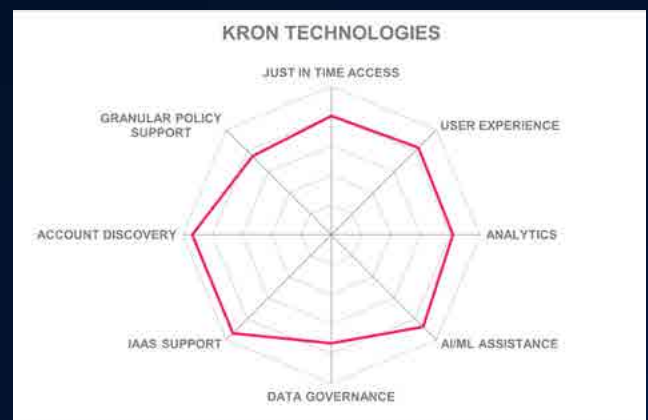 KRON TECHNOLOGIES
JUST IN TIME ACCESS
GRANULAR POLICY
SUPPORT
USER EXPERIENCE
ACCOUNT DISCOVERY
ANALYTICS
IAAS SUPPORT
AI/ML ASSISTANCE
DATA GOVERNANCE